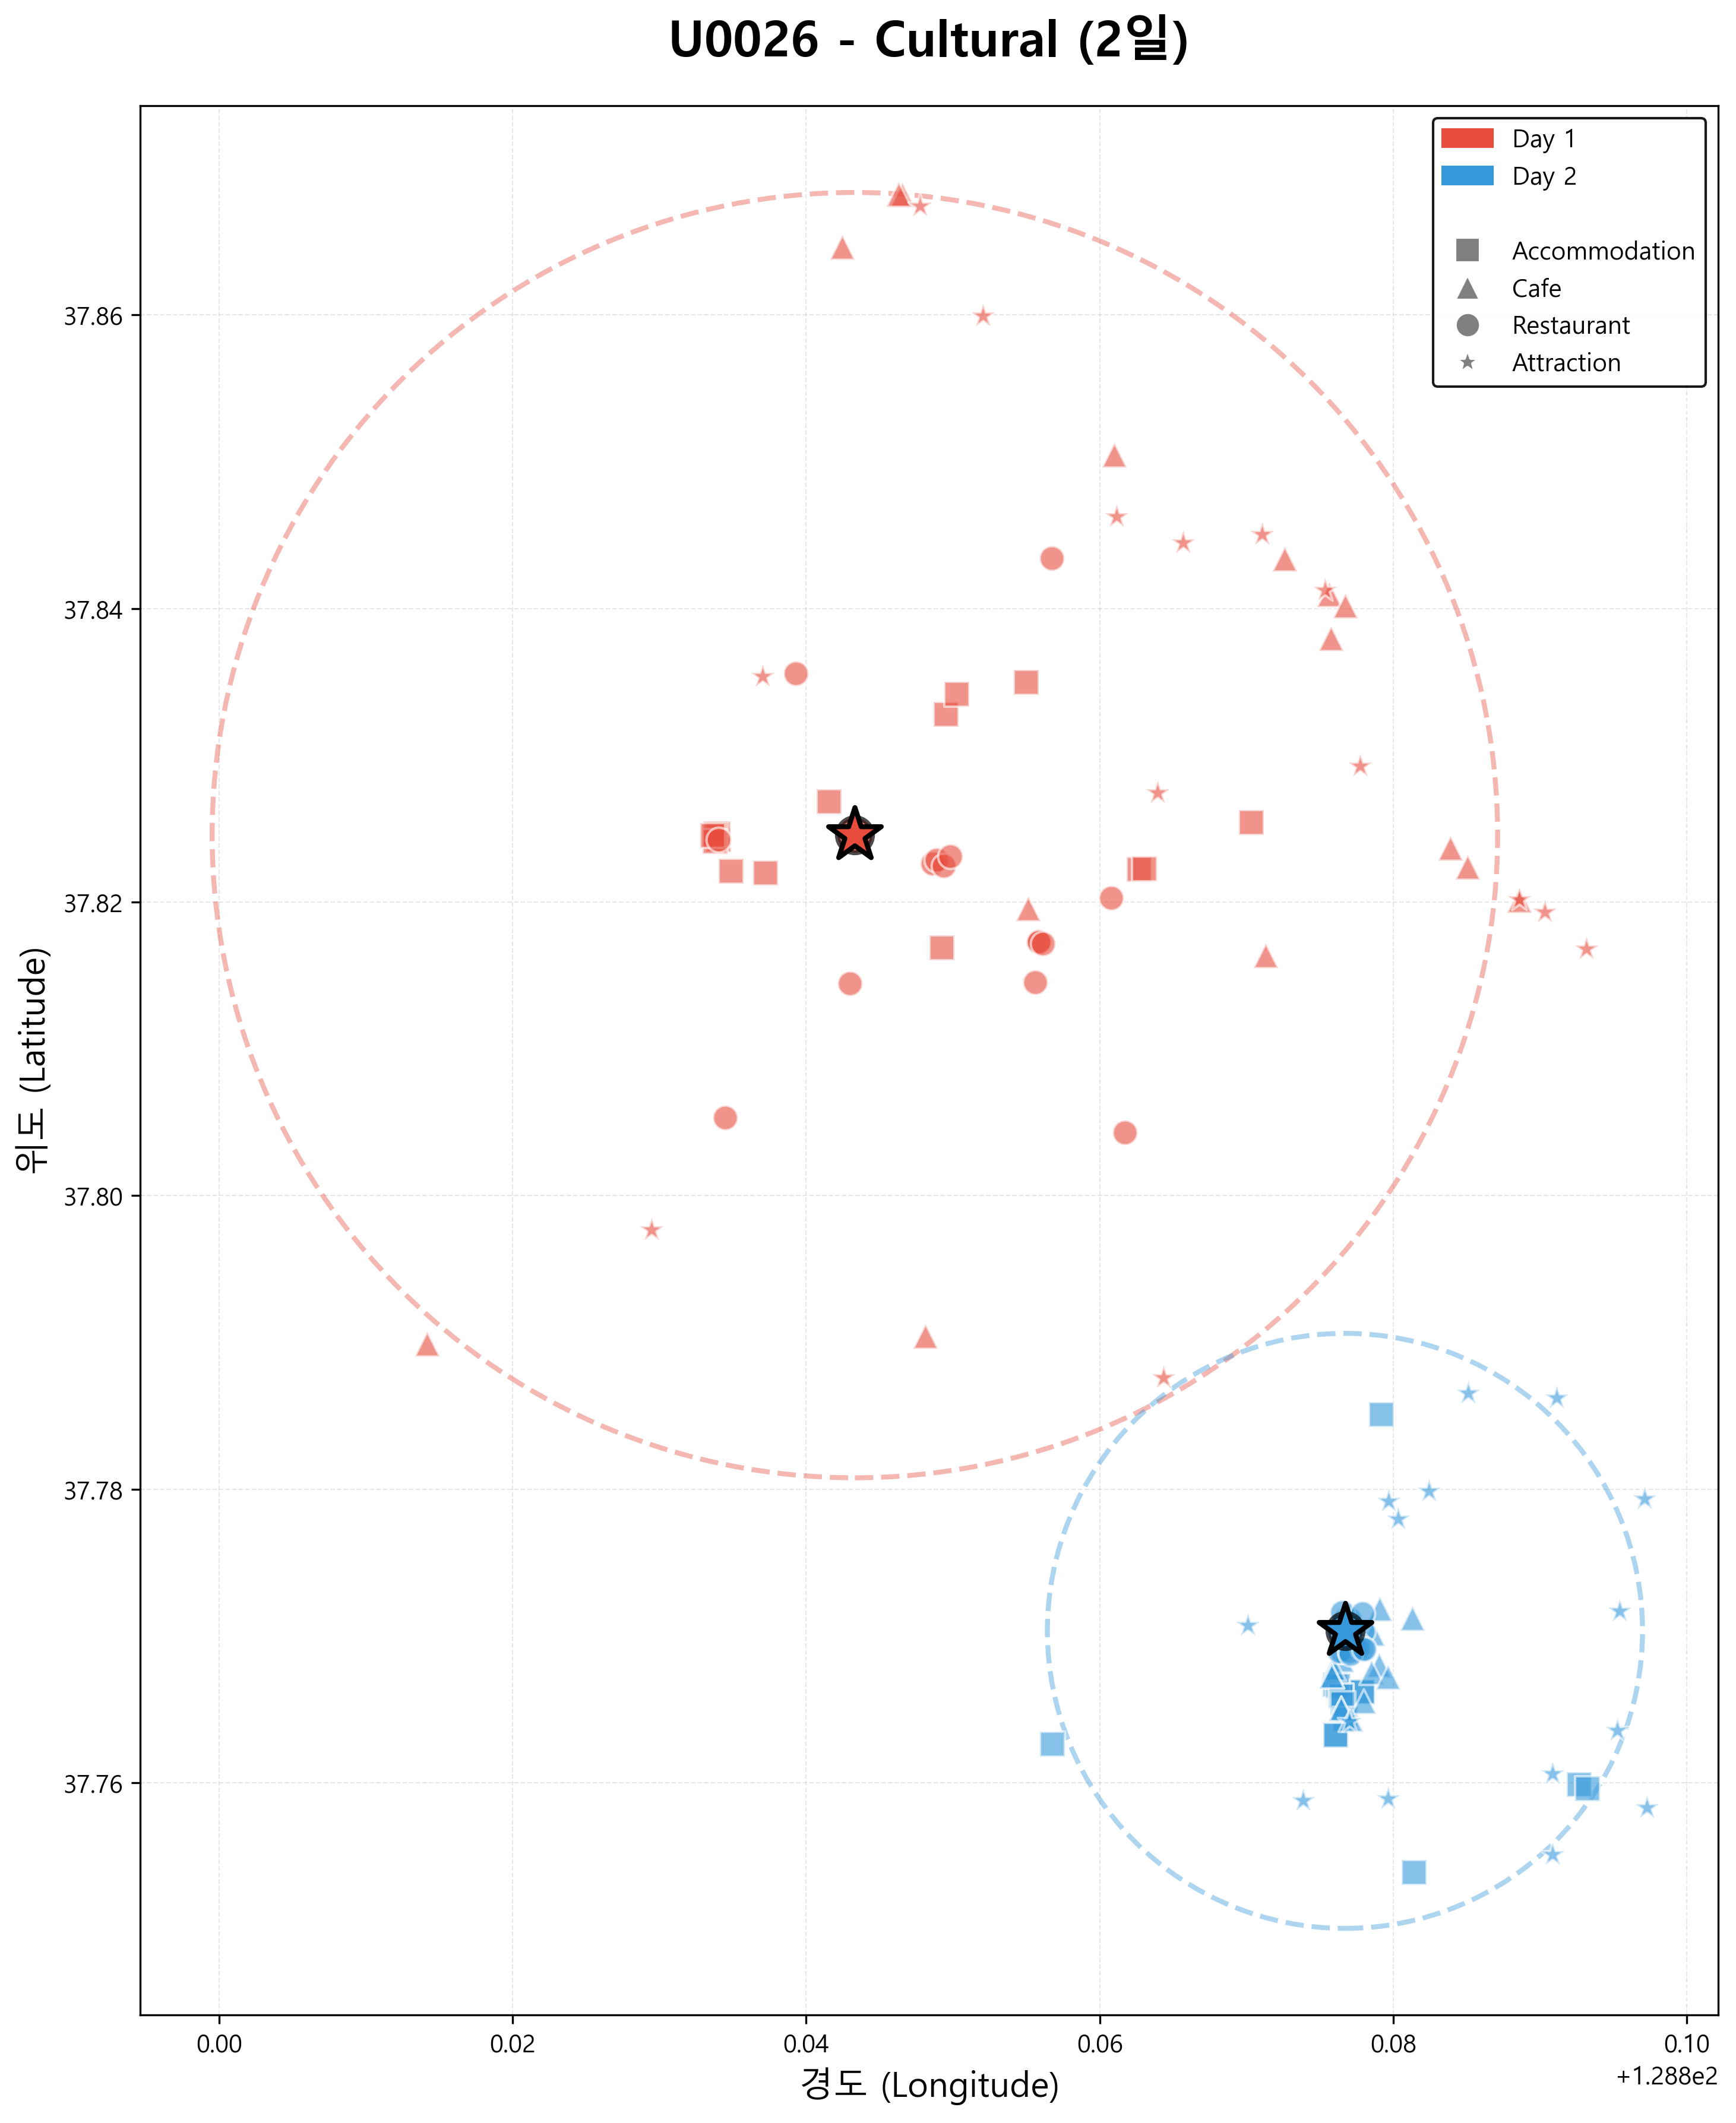 U0026 - Cultural (2일)
Day 1
Day 2
Accommodation
Cafe
Restaurant
Attraction
37.86
37.84
37.82
37.80
37.78
37.76
위도 (Latitude)
0.00
0.02
0.04
0.06
0.08
0.10
+1.288e2
경도 (Longitude)